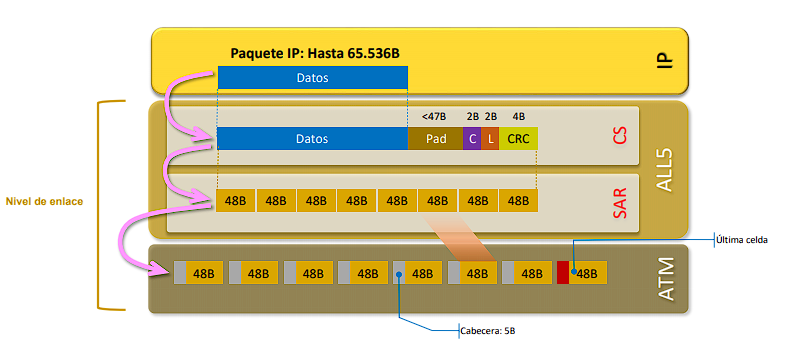 Paquete IP: Hasta 65.536B
IP
Datos
<47B 2B 2B 4B
Datos Pad C L CRC
CS
ALL5
Nivel de enlace
48B 48B 48B 48B 48B 48B 48B 48B
SAR
Última celda
48B 48B 48B 48B 48B 48B 48B 48B
ATM
Cabecera: 5B